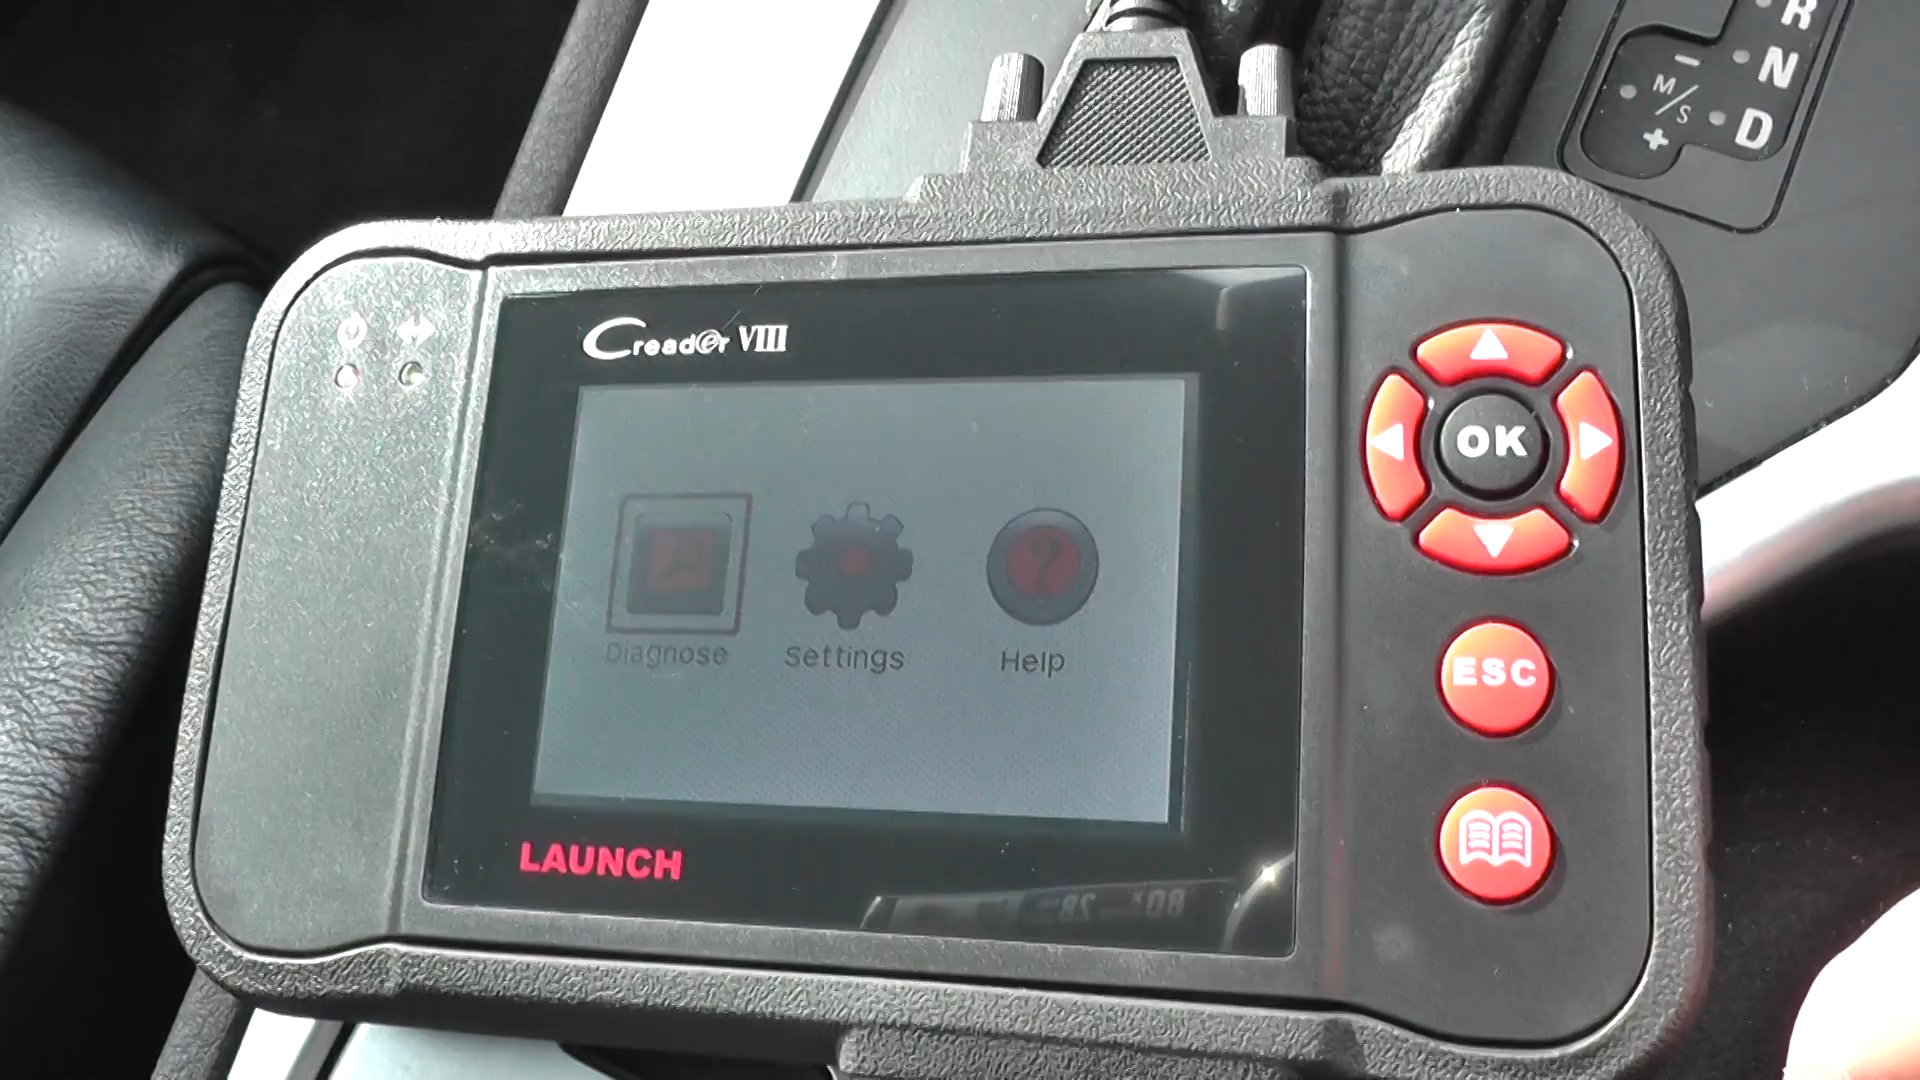 R
N
M/S
D
Creader VIII
OK
Diagnose
Settings
Help
ESC
LAUNCH